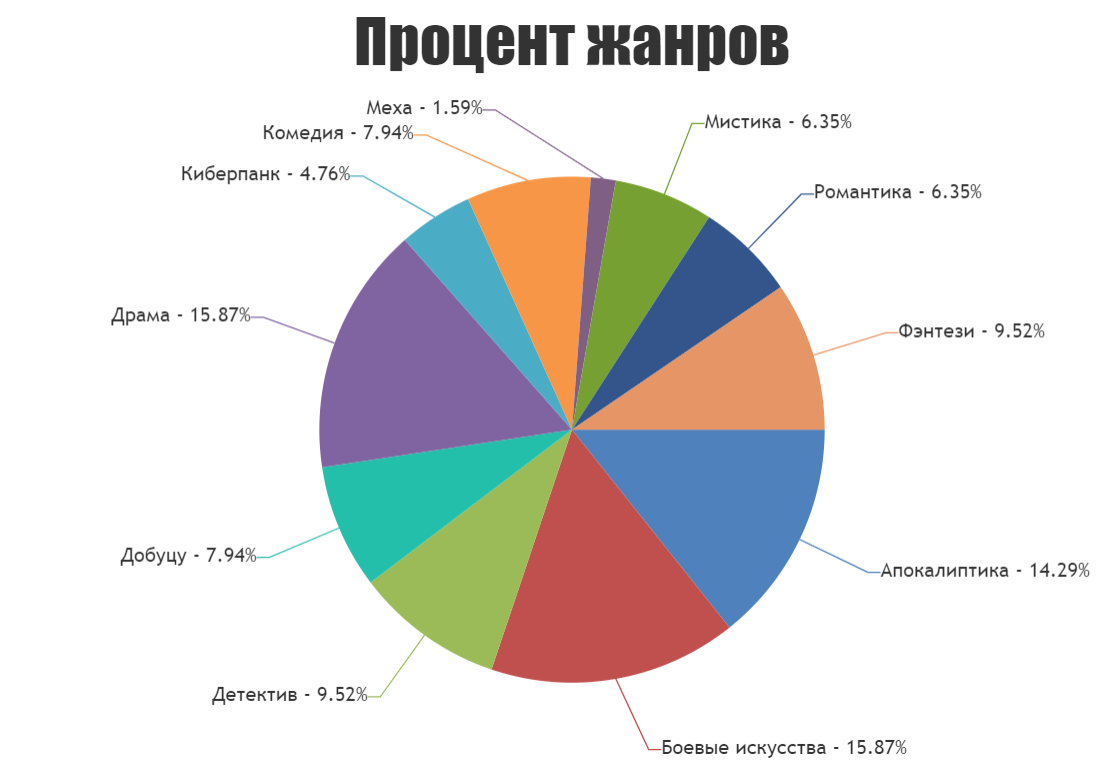 Процент жанров
Меха - 1.59%
Мистика - 6.35%
Комедия - 7.94%
Киберпанк - 4.76%
Романтика - 6.35%
Драма - 15.87%
Фэнтези - 9.52%
Добуцу - 7.94%
Апокалиптика - 14.29%
Детектив - 9.52%
Боевые искусства - 15.87%